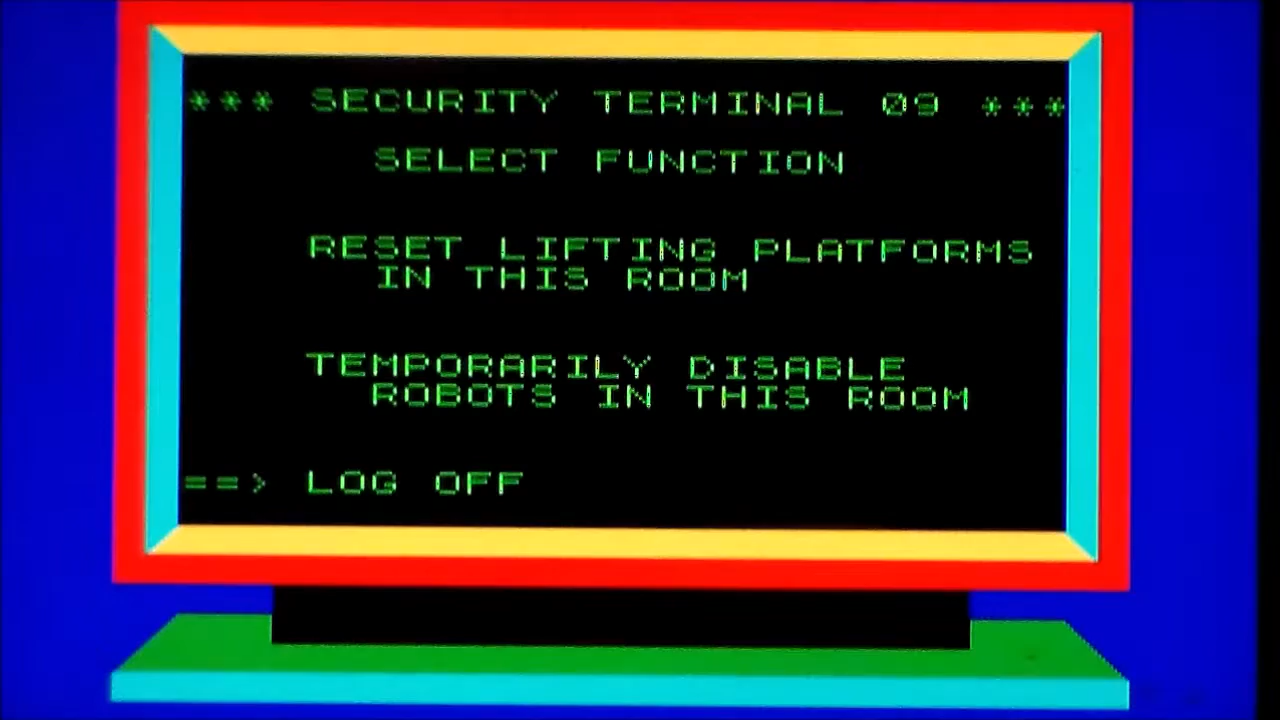 *** SECURITY TERMINAL 09 ***
SELECT FUNCTION
RESET LIFTING PLATFORMS
IN THIS ROOM
TEMPORARILY DISABLE
ROBOTS IN THIS ROOM
==> LOG OFF